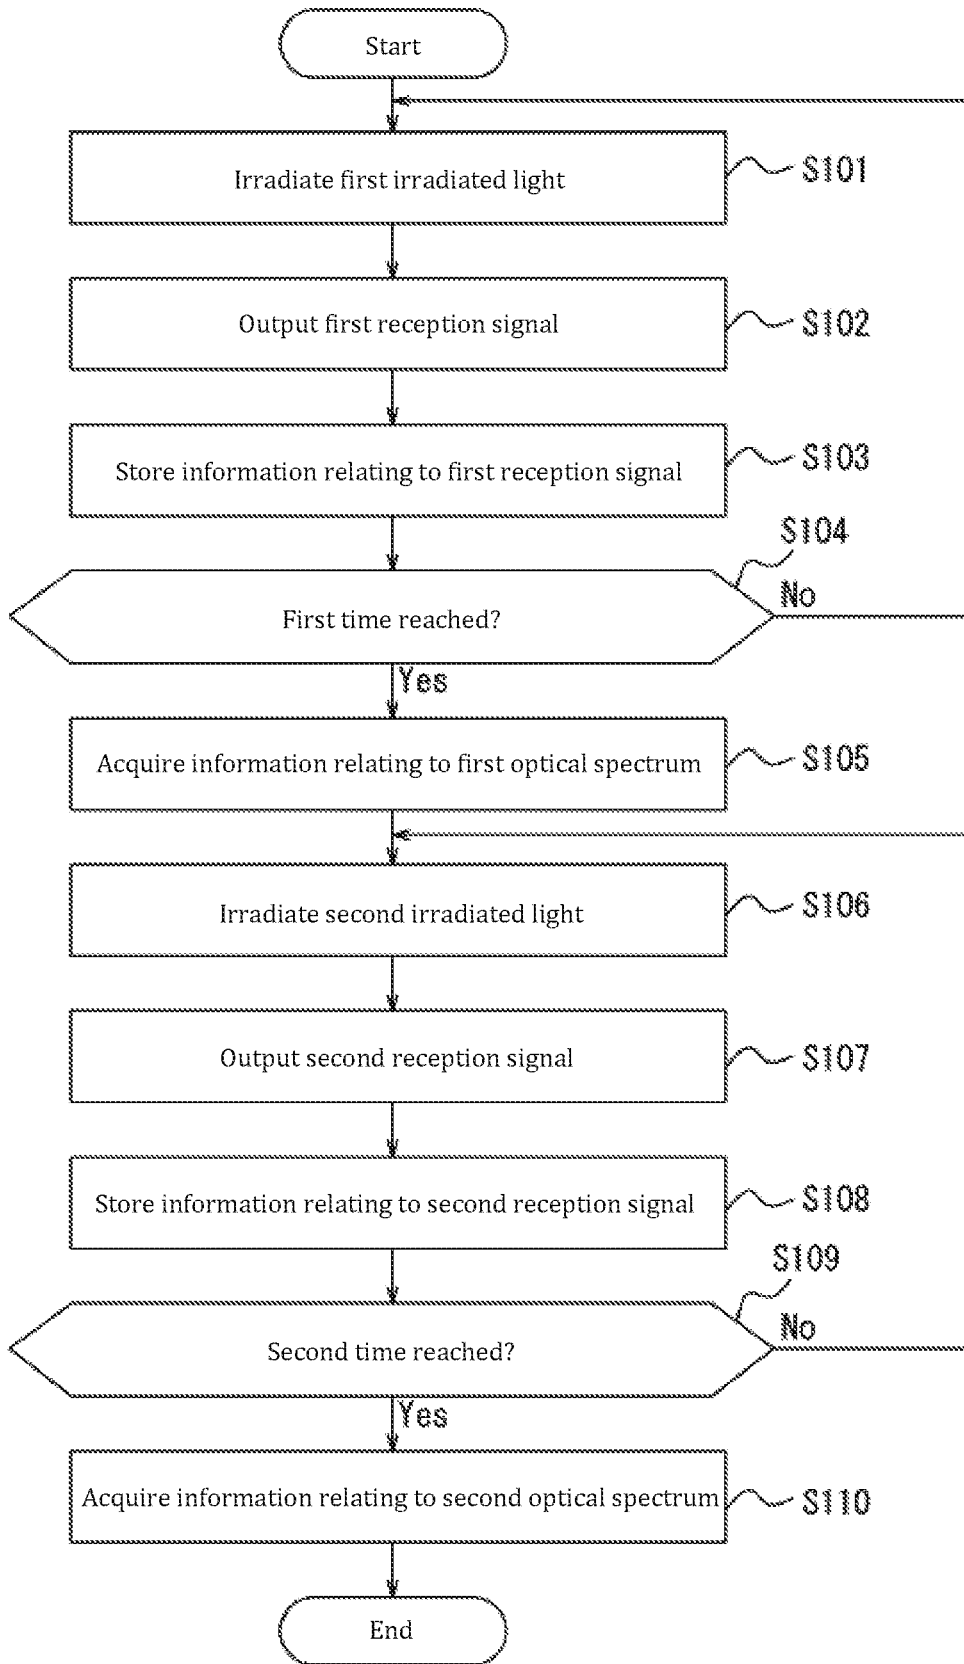 Start
Irradiate first irradiated light
S101
Output first reception signal
S102
Store information relating to first reception signal
S103
S104
First time reached?
No
Yes
Acquire information relating to first optical spectrum
S105
Irradiate second irradiated light
S106
Output second reception signal
S107
Store information relating to second reception signal
S108
S109
Second time reached?
No
Yes
Acquire information relating to second optical spectrum
S110
End